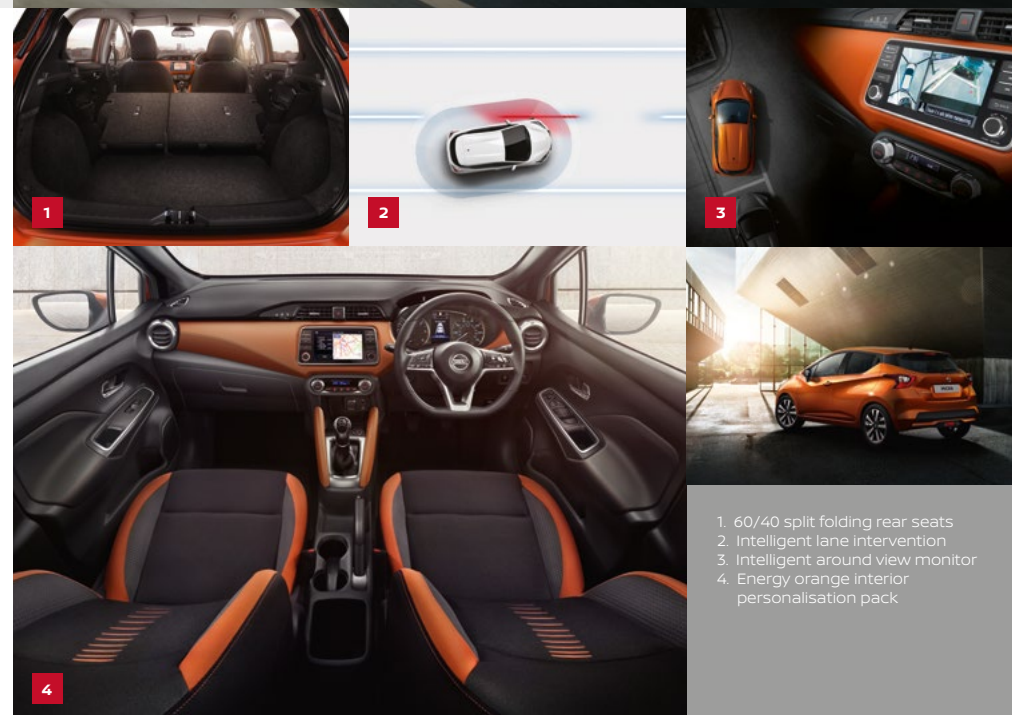 1
2
3
4
1. 60/40 split folding rear seats
2. Intelligent lane intervention
3. Intelligent around view monitor
4. Energy orange interior
personalisation pack